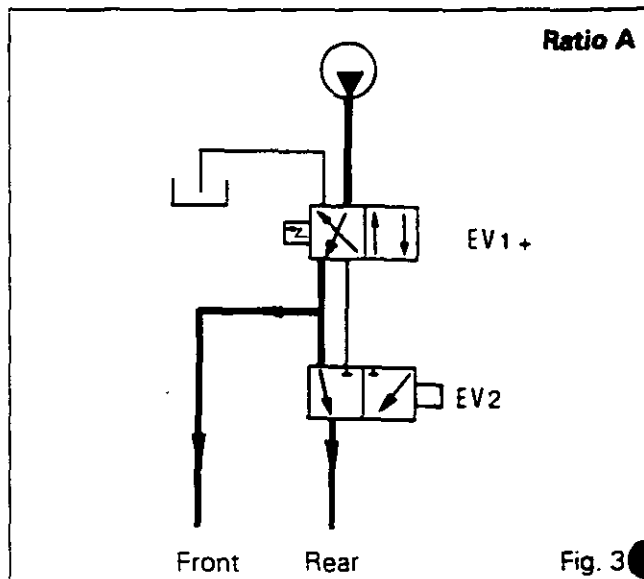 Ratio A
EV1 +
EV2
Front Rear
Fig. 3